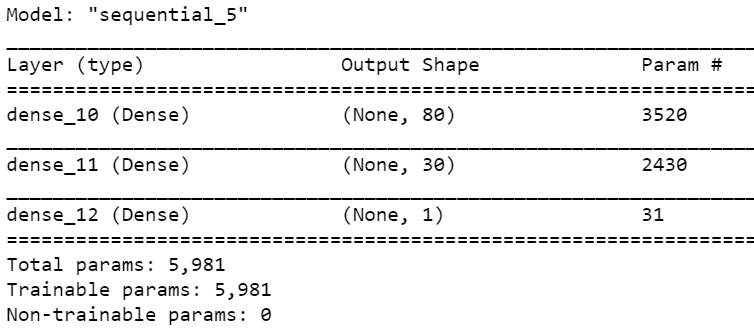 Model: "sequential_5"
Layer (type) Output Shape Param #
dense_10 (Dense) (None, 80) 3520
dense_11 (Dense) (None, 30) 2430
dense_12 (Dense) (None, 1) 31
Total params: 5,981
Trainable params: 5,981
Non-trainable params: 0